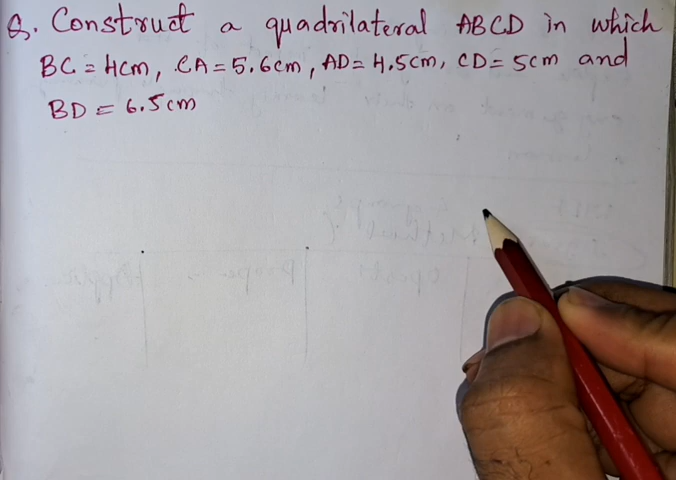 Q. Construct a quadrilateral ABCD in which
BC = 4cm, CA = 5.6cm, AD = 4.5cm, CD = 5cm and
BD = 6.5cm